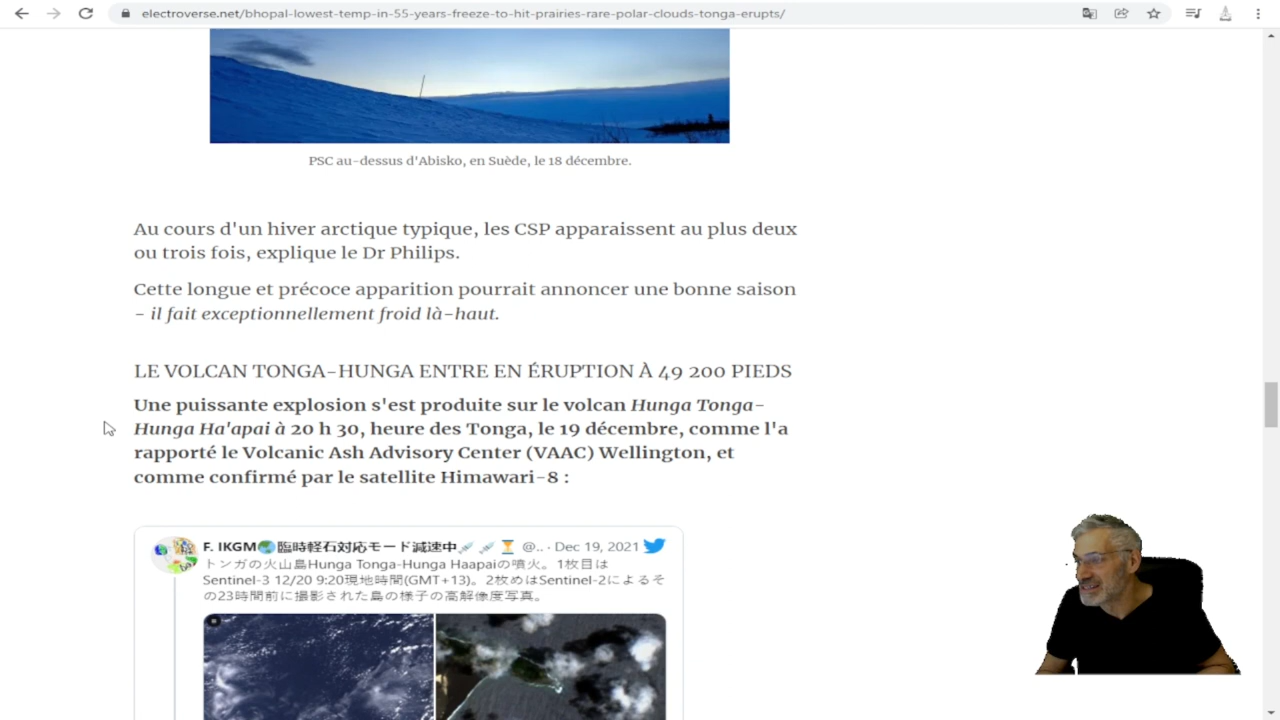 electroverse.net/bhopal-lowest-temp-in-55-years-freeze-to-hit-prairies-rare-polar-clouds-tonga-erupts/
PSC au-dessus d'Abisko, en Suède, le 18 décembre.
Au cours d'un hiver arctique typique, les CSP apparaissent au plus deux
ou trois fois, explique le Dr Philips.
Cette longue et précoce apparition pourrait annoncer une bonne saison
- il fait exceptionnellement froid là-haut.
LE VOLCAN TONGA-HUNGA ENTRE EN ÉRUPTION À 49 200 PIEDS
Une puissante explosion s'est produite sur le volcan Hunga Tonga-
Hunga Ha'apai à 20 h 30, heure des Tonga, le 19 décembre, comme l'a
rapporté le Volcanic Ash Advisory Center (VAAC) Wellington, et
comme confirmé par le satellite Himawari-8 :
F. IKGM🌏臨時軽石対応モード減速中💉💉⏳ @.. · Dec 19, 2021
トンガの火山島Hunga Tonga-Hunga Haapaiの噴火。1枚目は
Sentinel-3 12/20 9:20現地時間(GMT+13)。2枚めはSentinel-2によるそ
の23時間前に撮影された島の様子の高解像度写真。